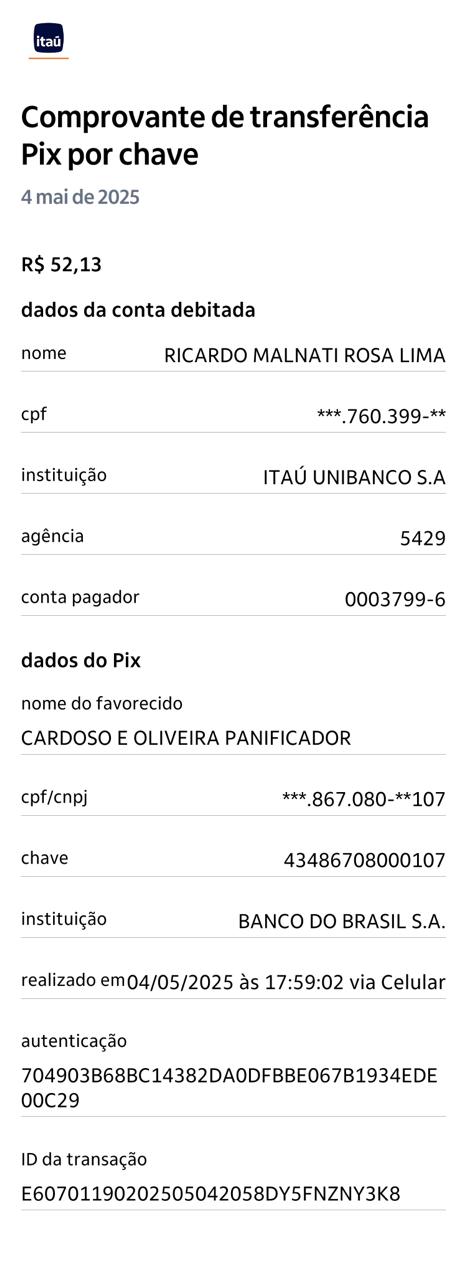 itaú
Comprovante de transferência
Pix por chave
4 mai de 2025
R$ 52,13
dados da conta debitada
nome RICARDO MALNATI ROSA LIMA
cpf ***.760.399-**
instituição ITAÚ UNIBANCO S.A
agência 5429
conta pagador 0003799-6
dados do Pix
nome do favorecido
CARDOSO E OLIVEIRA PANIFICADOR
cpf/cnpj ***.867.080-**107
chave 43486708000107
instituição BANCO DO BRASIL S.A.
realizado em 04/05/2025 às 17:59:02 via Celular
autenticação
704903B68BC14382DA0DFBBE067B1934EDE
00C29
ID da transação
E60701190202505042058DY5FNZNY3K8